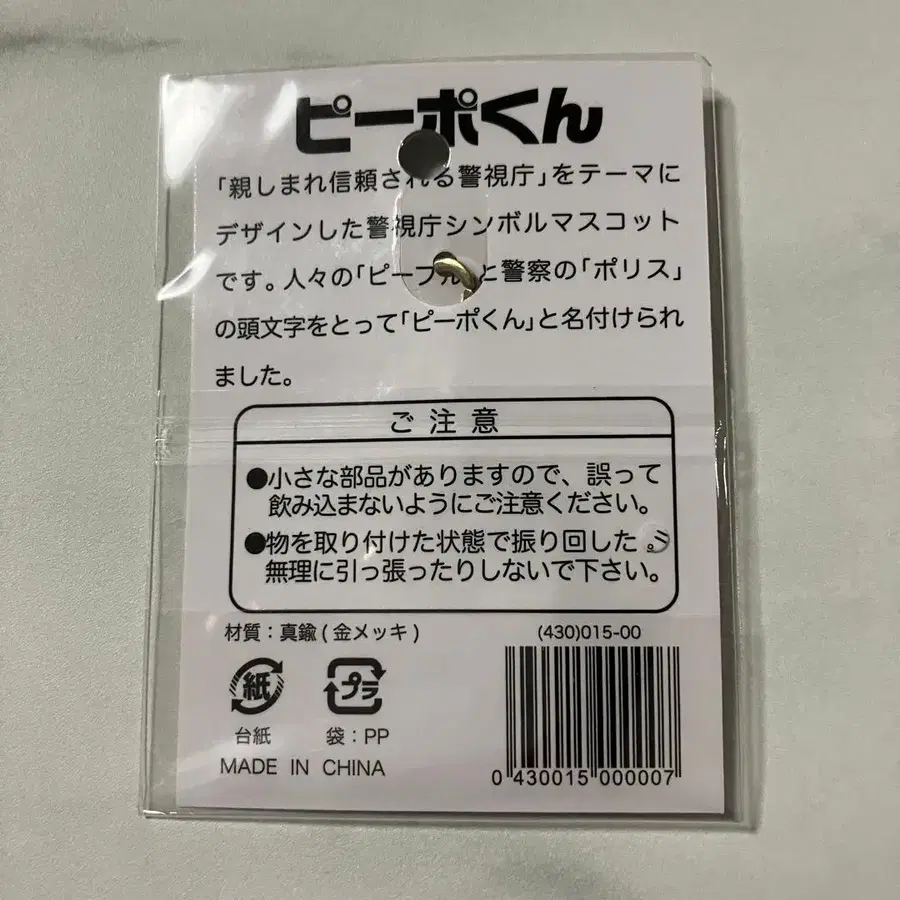 ピーポくん
「親しまれ信頼される警視庁」をテーマに
デザインした警視庁シンボルマスコット
です。人々の「ピープル」と警察の「ポリス」
の頭文字をとって「ピーポくん」と名付けられ
ました。
ご注意
●小さな部品がありますので、誤って
飲み込まないようにご注意ください。
●物を取り付けた状態で振り回した
無理に引っ張ったりしないで下さい。
材質:真鍮(金メッキ)
(430)015-00
紙
プラ
台紙
袋:PP
MADE IN CHINA
0 430015 000007